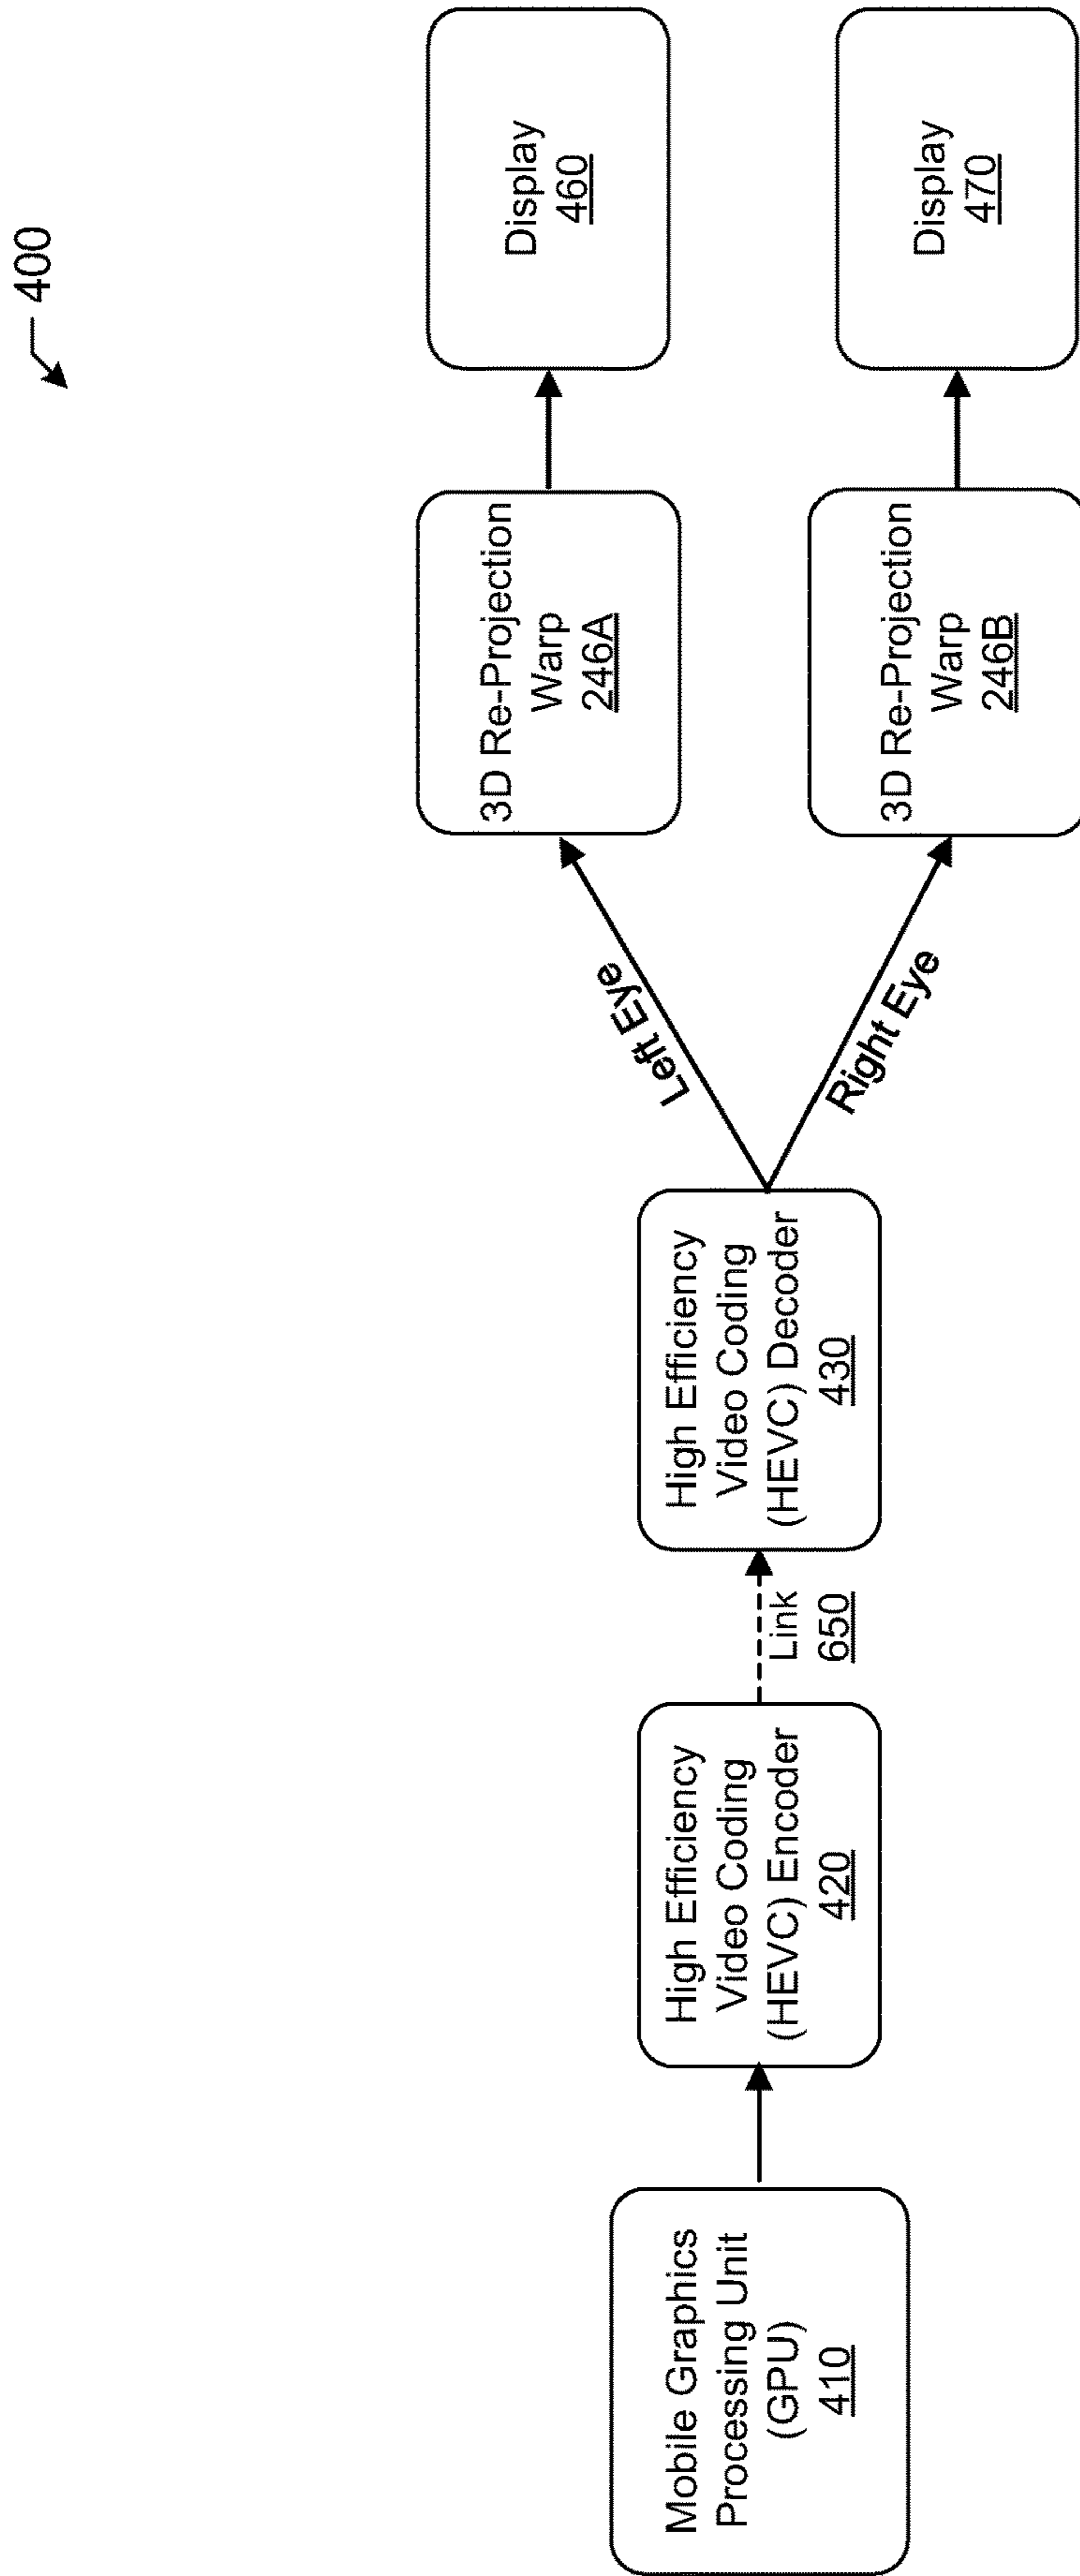 400
Mobile Graphics
Processing Unit
(GPU)
410
High Efficiency
Video Coding
(HEVC) Encoder
420
Link
650
High Efficiency
Video Coding
(HEVC) Decoder
430
Left Eye
Right Eye
3D Re-Projection
Warp
246A
Display
460
3D Re-Projection
Warp
246B
Display
470